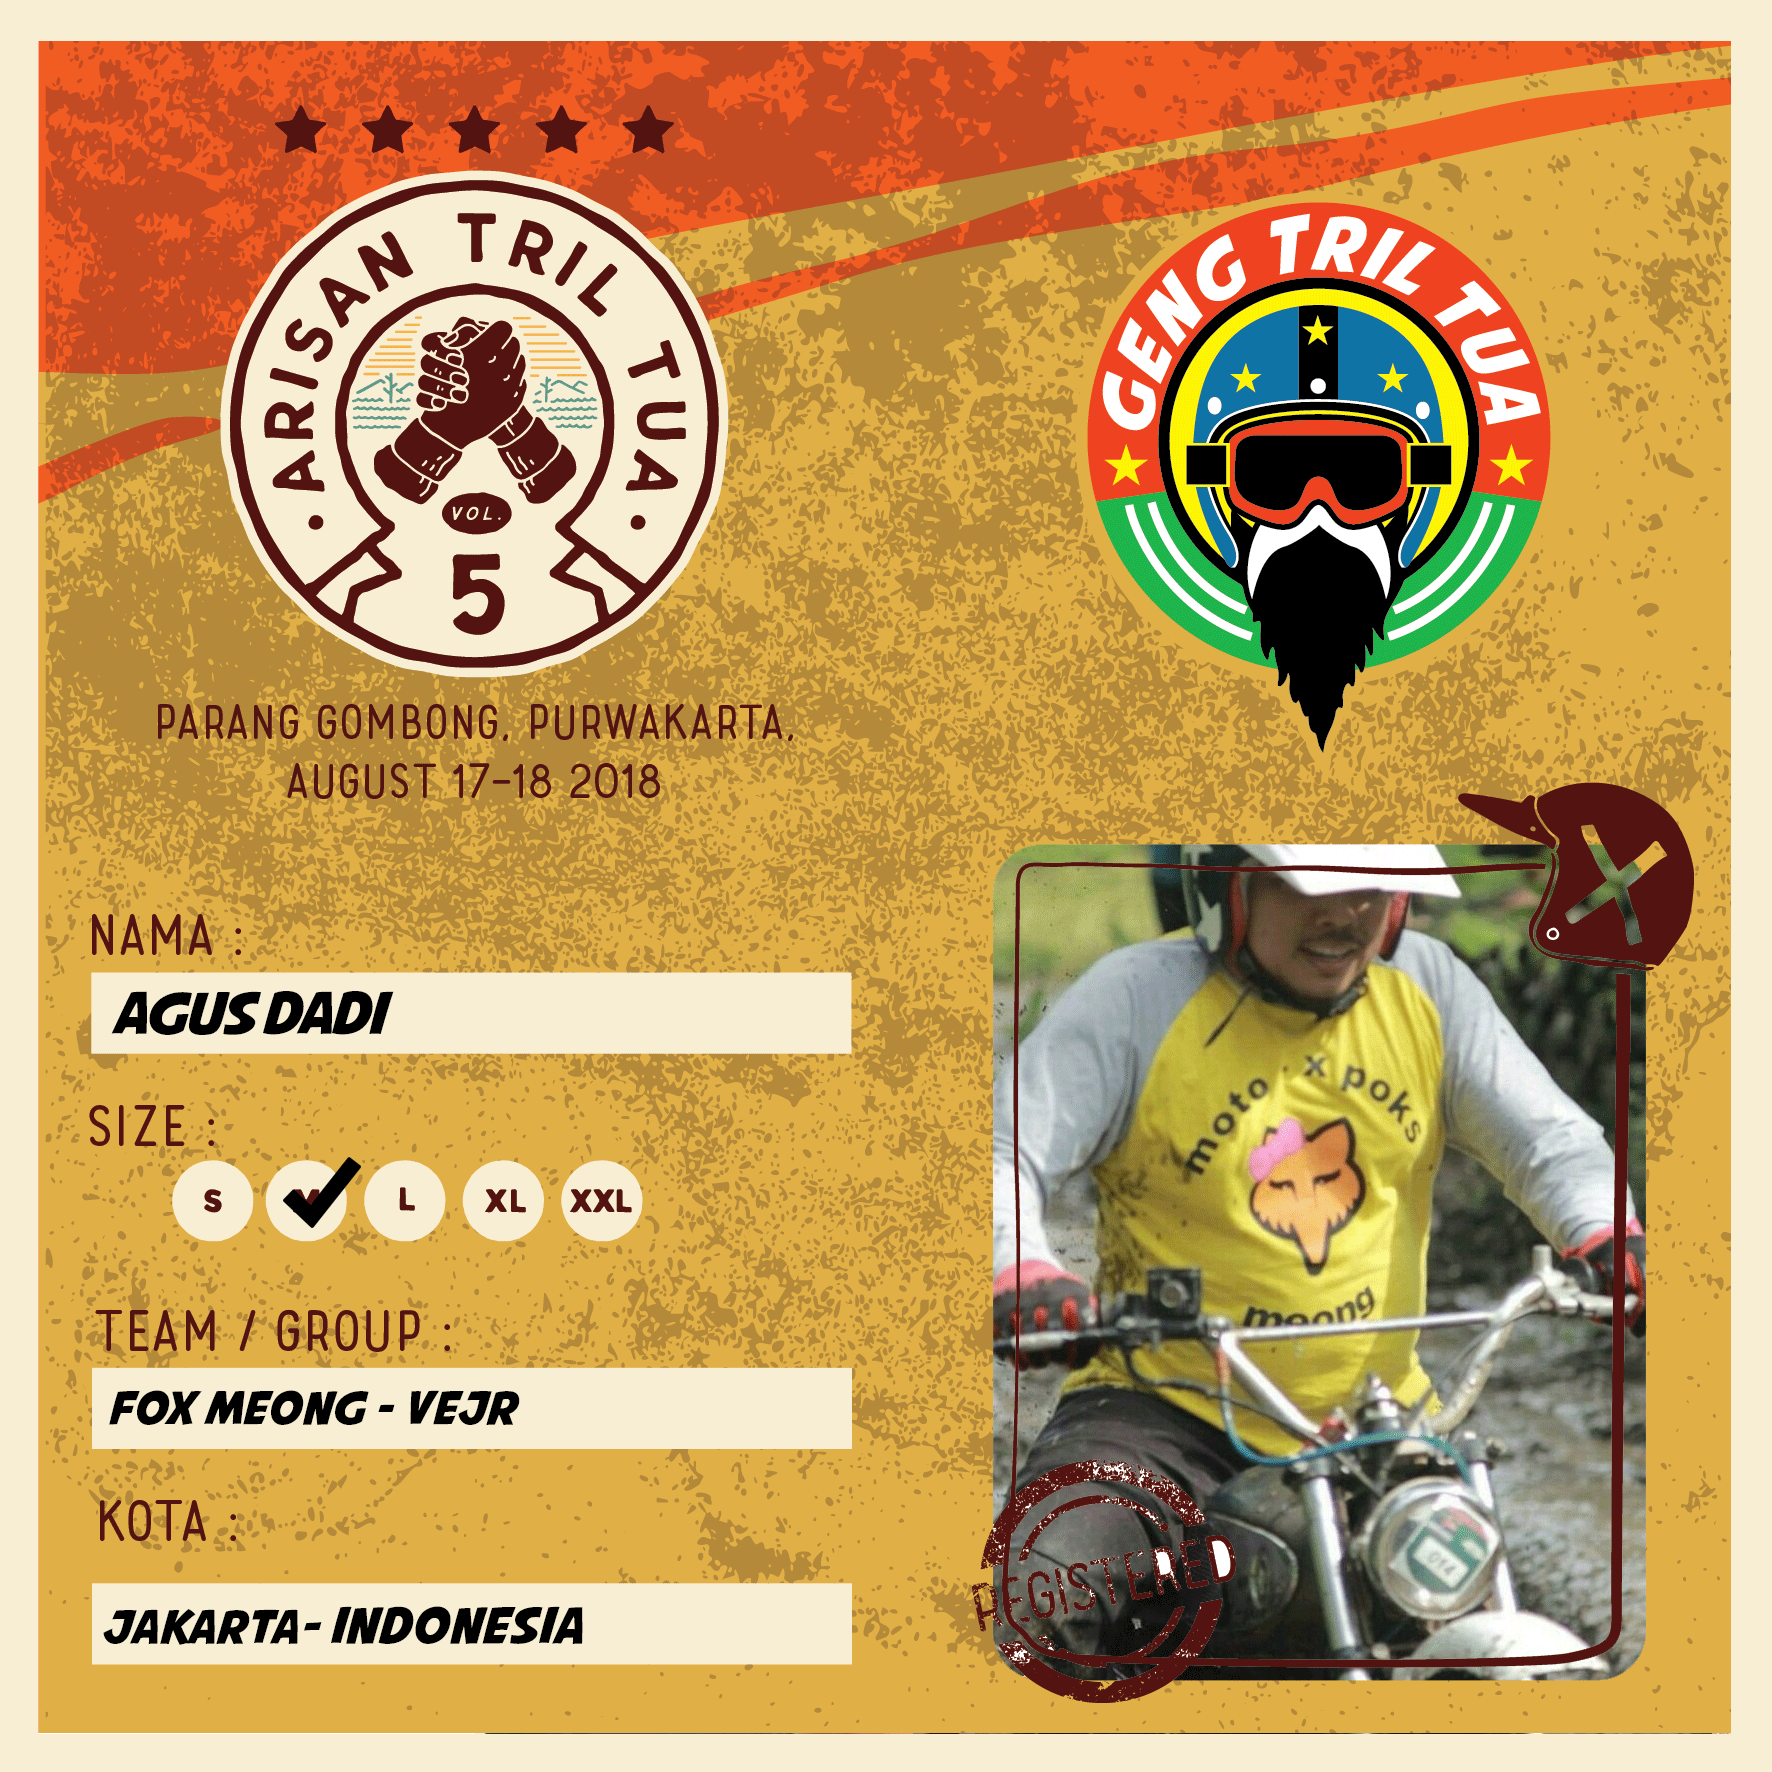 ARISAN TRIL TUA
VOL.
5
GENG TRIL TUA
PARANG GOMBONG, PURWAKARTA,
AUGUST 17-18 2018
NAMA :
AGUS DADI
SIZE :
S M L XL XXL
TEAM / GROUP :
FOX MEONG - VEJR
KOTA :
JAKARTA- INDONESIA
moto x poks
meong
014
REGISTERED